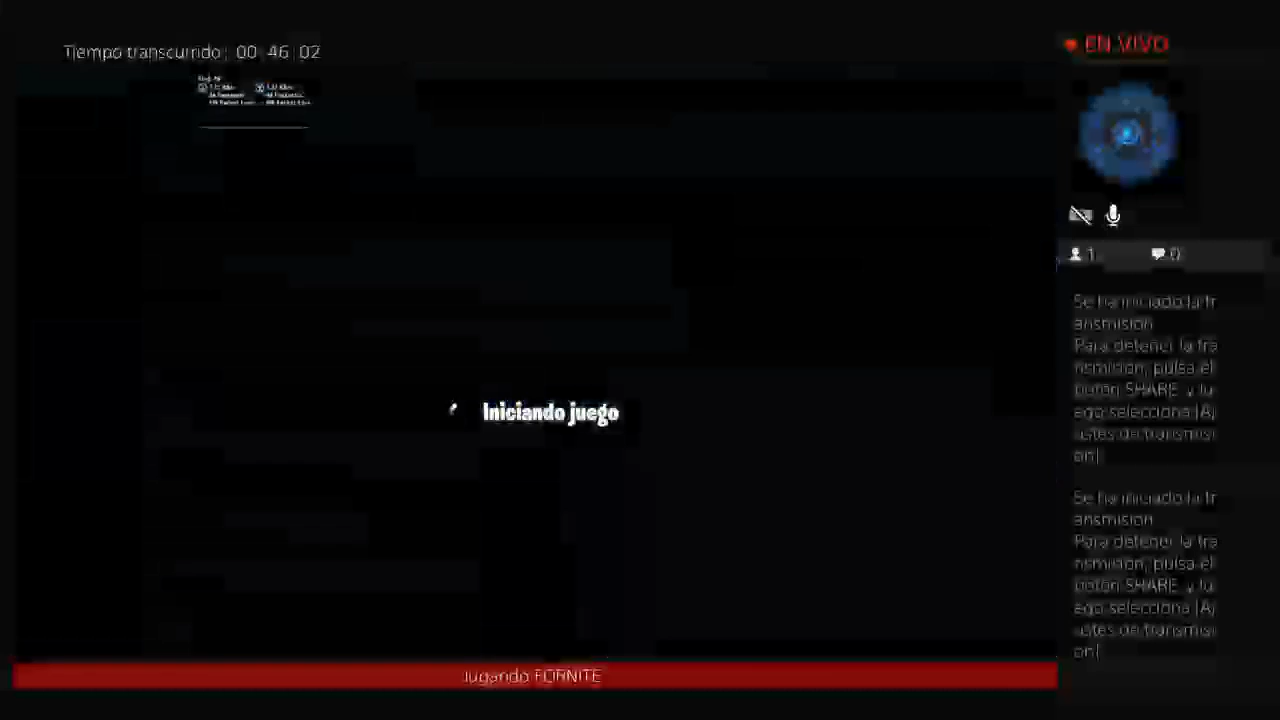 Tiempo transcurrido: 00:46:02
EN VIVO
Iniciando juego
1
0
Se ha iniciado la tr
ansmisión
Para detener la tra
nsmisión, pulsa el
botón SHARE y lu
ego selecciona [Aj
ustes de transmisi
ón]
Se ha iniciado la tr
ansmisión
Para detener la tra
nsmisión, pulsa el
botón SHARE y lu
ego selecciona [Aj
ustes de transmisi
ón]
Jugando FORNITE